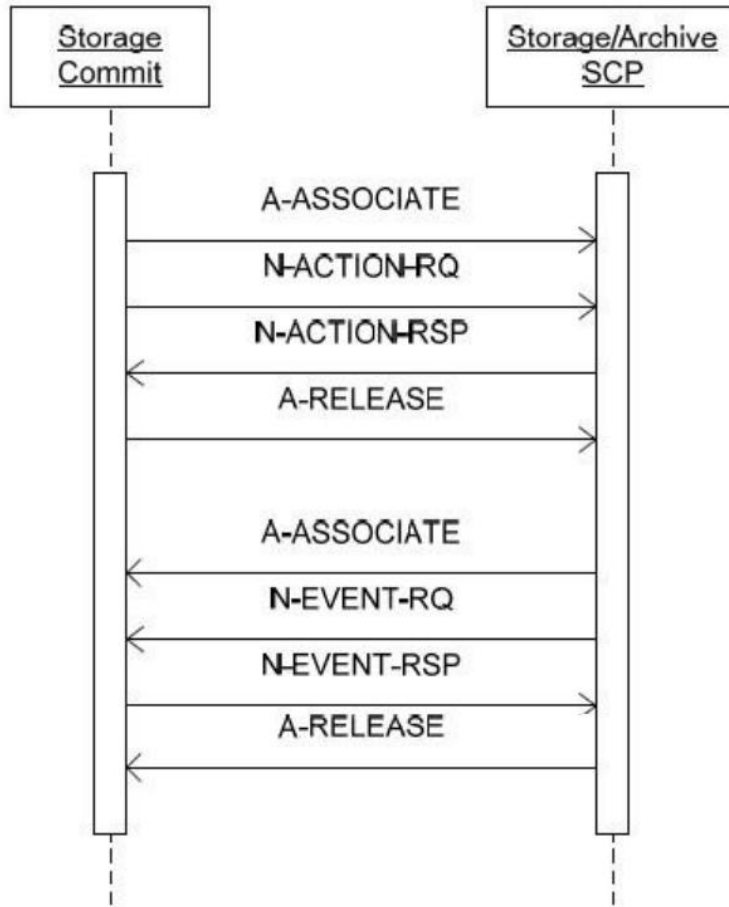 Storage
Commit
Storage/Archive
SCP
A-ASSOCIATE
N-ACTION-RQ
N-ACTION-RSP
A-RELEASE
A-ASSOCIATE
N-EVENT-RQ
N-EVENT-RSP
A-RELEASE